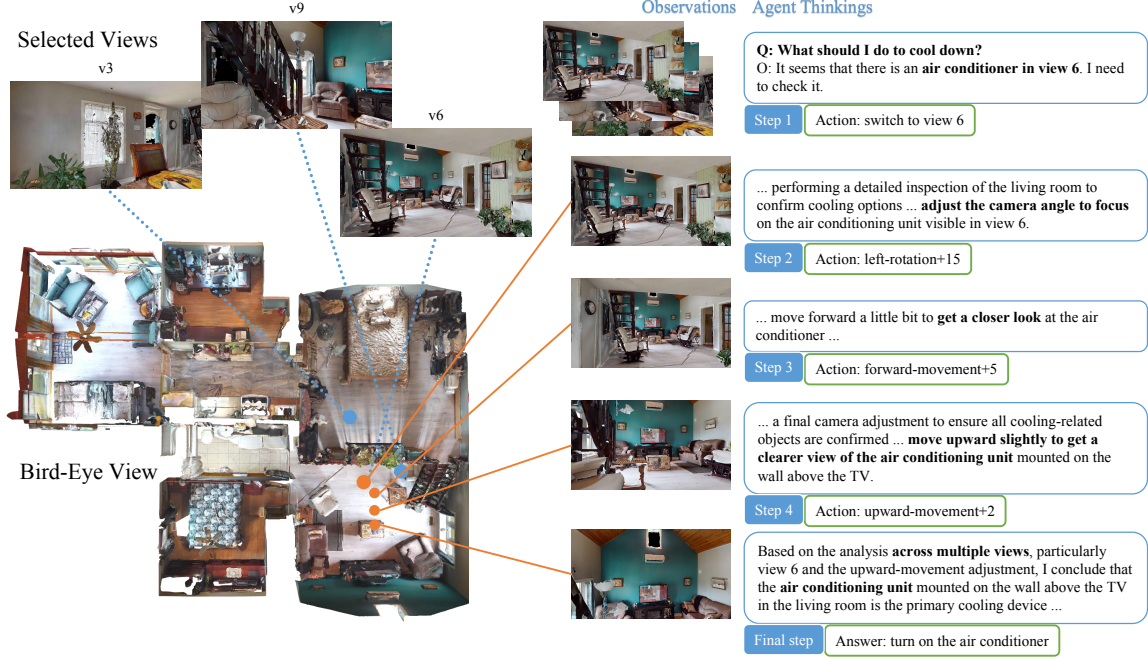 Observations Agent Thinkings
Selected Views
v3
v9
v6
Bird-Eye View
Q: What should I do to cool down?
O: It seems that there is an air conditioner in view 6. I need
to check it.
Step 1 Action: switch to view 6
... performing a detailed inspection of the living room to
confirm cooling options ... adjust the camera angle to focus
on the air conditioning unit visible in view 6.
Step 2 Action: left-rotation+15
... move forward a little bit to get a closer look at the air
conditioner ...
Step 3 Action: forward-movement+5
... a final camera adjustment to ensure all cooling-related
objects are confirmed ... move upward slightly to get a
clearer view of the air conditioning unit mounted on the
wall above the TV.
Step 4 Action: upward-movement+2
Based on the analysis across multiple views, particularly
view 6 and the upward-movement adjustment, I conclude that
the air conditioning unit mounted on the wall above the TV
in the living room is the primary cooling device ...
Final step Answer: turn on the air conditioner